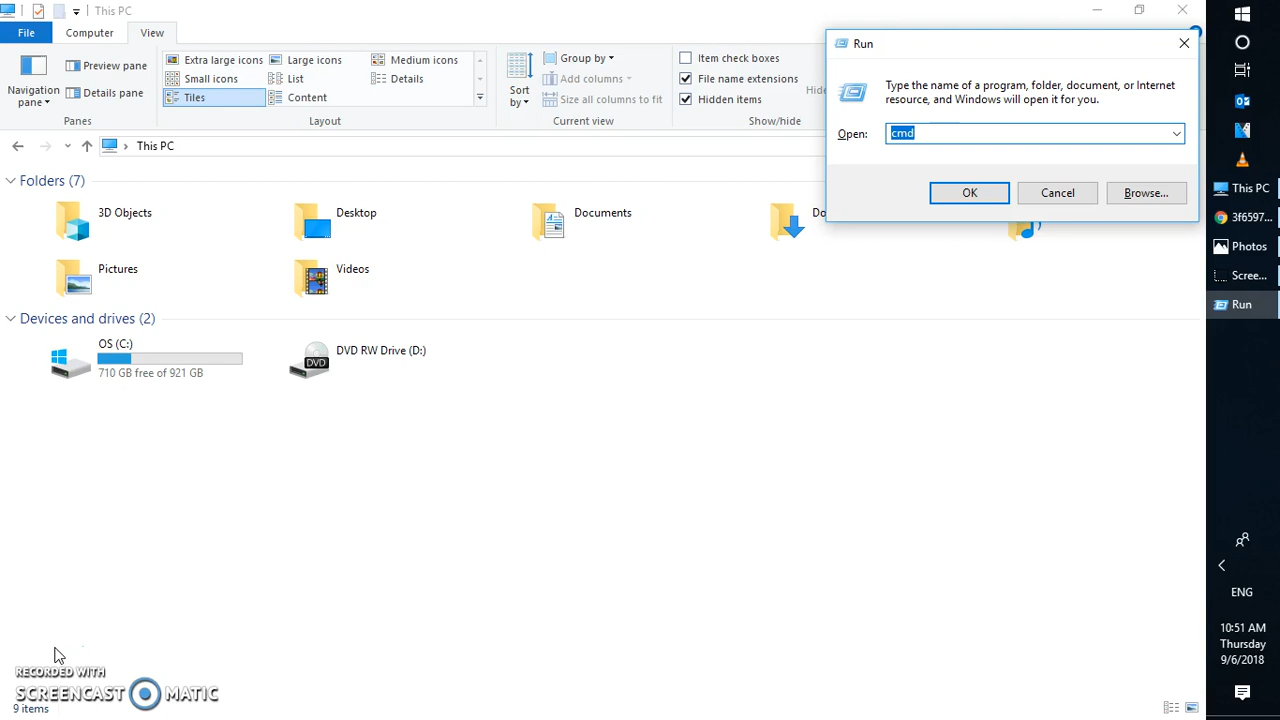 This PC
File
Computer
View
Navigation
pane
Preview pane
Details pane
Panes
Extra large icons
Large icons
Medium icons
Small icons
List
Details
Tiles
Content
Layout
Sort
by
Group by
Add columns
Size all columns to fit
Current view
Item check boxes
File name extensions
Hidden items
Show/hide
This PC
Folders (7)
3D Objects
Desktop
Documents
Pictures
Videos
Devices and drives (2)
OS (C:)
710 GB free of 921 GB
DVD
DVD RW Drive (D:)
Run
Type the name of a program, folder, document, or Internet
resource, and Windows will open it for you.
Open:
cmd
OK
Cancel
Browse...
This PC
3f6597...
Photos
Scree...
Run
ENG
10:51 AM
Thursday
9/6/2018
RECORDED WITH
SCREENCAST MATIC
9 items